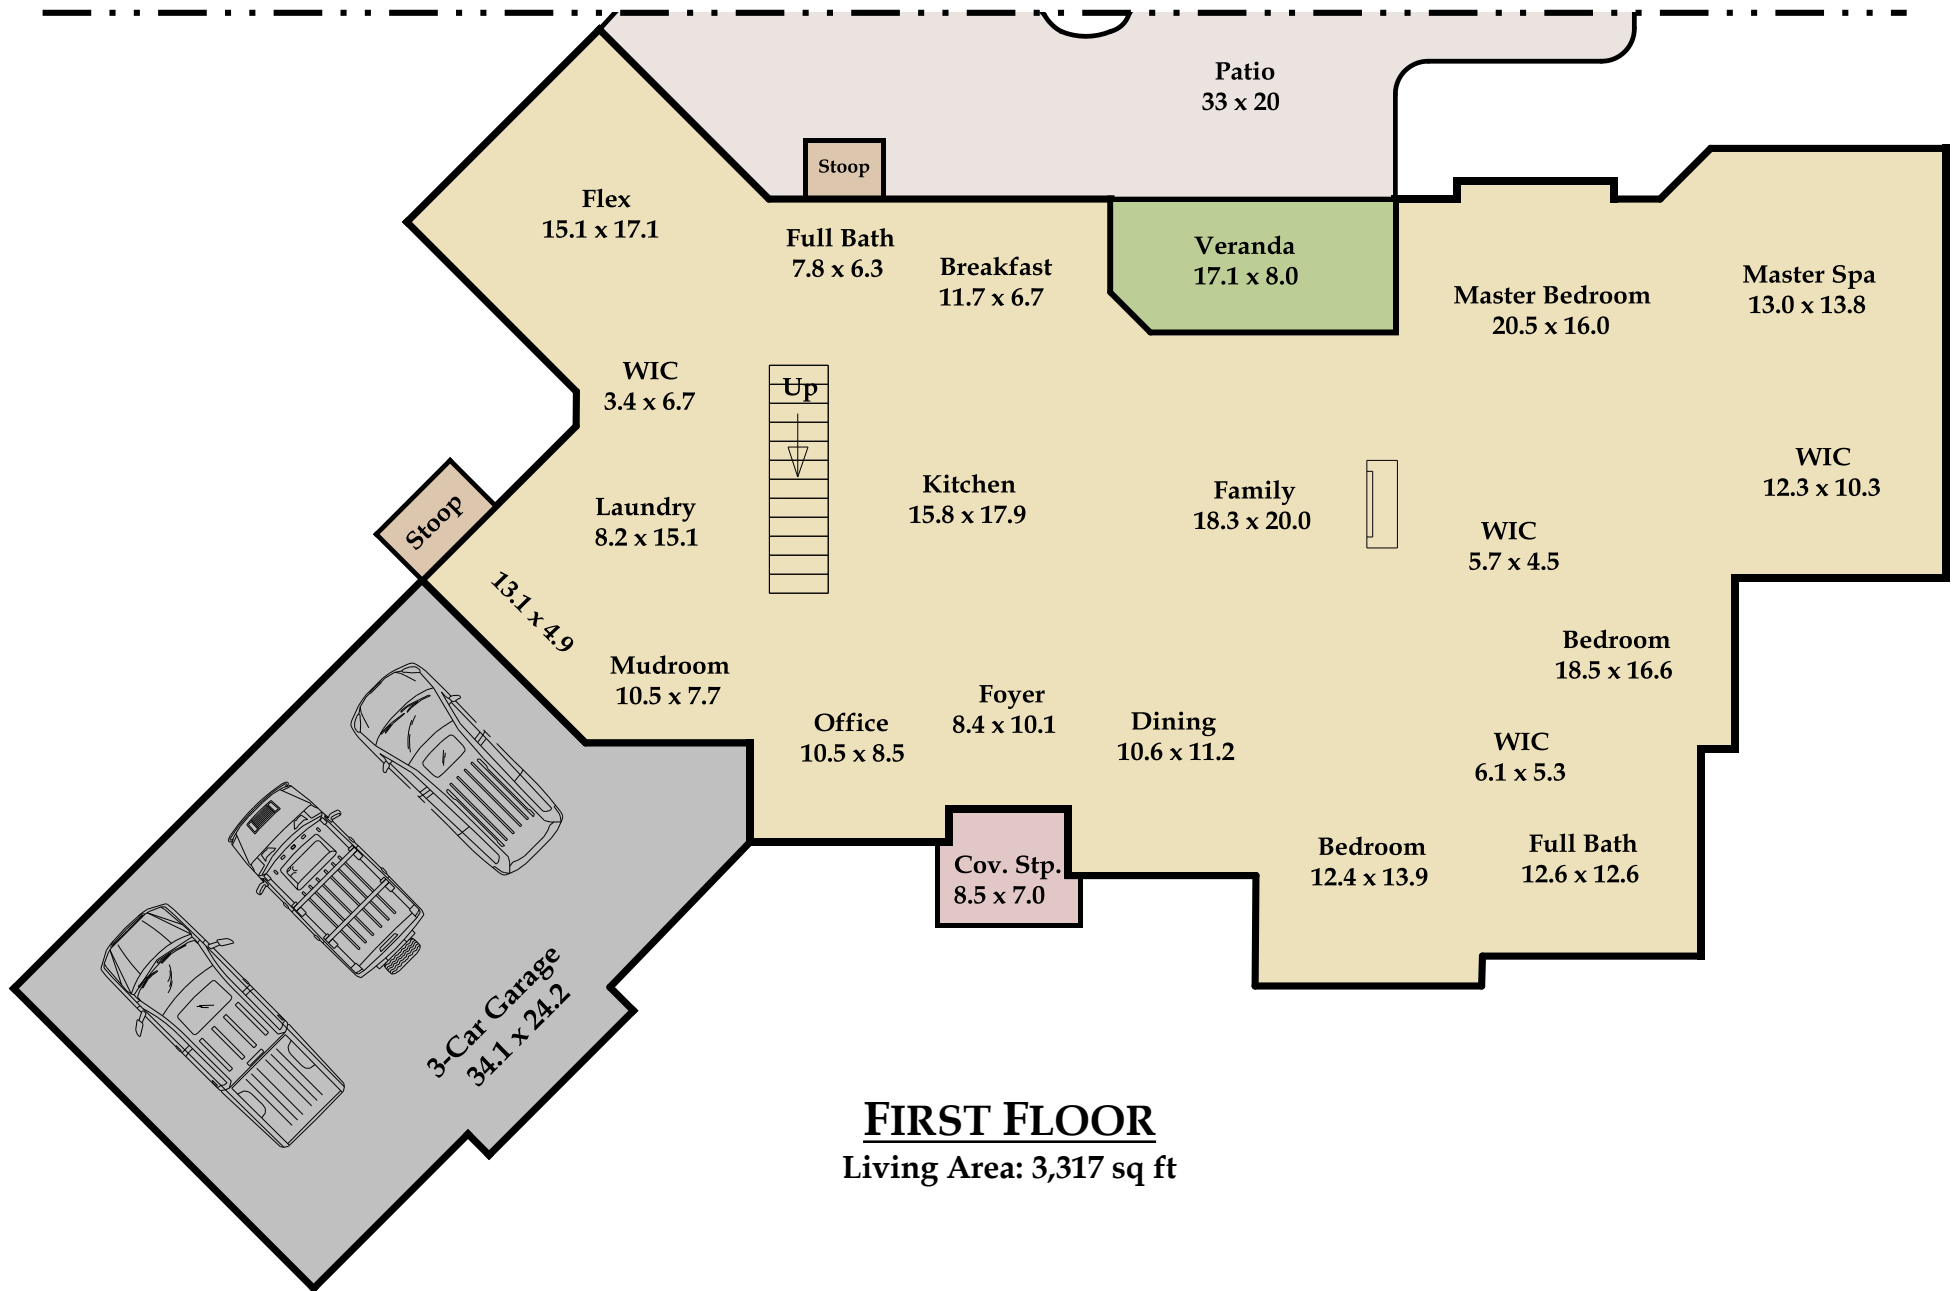 Patio
33 x 20
Stoop
Flex
15.1 x 17.1
Full Bath
7.8 x 6.3
Breakfast
11.7 x 6.7
Veranda
17.1 x 8.0
Master Bedroom
20.5 x 16.0
Master Spa
13.0 x 13.8
WIC
3.4 x 6.7
Up
Kitchen
15.8 x 17.9
Family
18.3 x 20.0
WIC
12.3 x 10.3
Stoop
Laundry
8.2 x 15.1
WIC
5.7 x 4.5
13.1 x 4.9
Mudroom
10.5 x 7.7
Bedroom
18.5 x 16.6
Office
10.5 x 8.5
Foyer
8.4 x 10.1
Dining
10.6 x 11.2
WIC
6.1 x 5.3
Cov. Stp.
8.5 x 7.0
Bedroom
12.4 x 13.9
Full Bath
12.6 x 12.6
3-Car Garage
34.1 x 24.2
FIRST FLOOR
Living Area: 3,317 sq ft